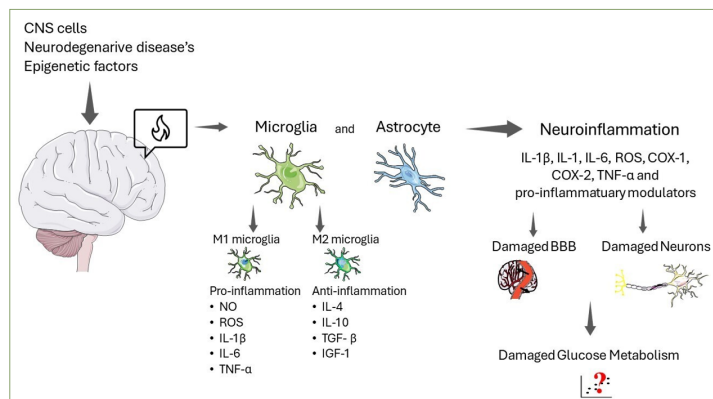 CNS cells
Neurodegenarive disease's
Epigenetic factors
Microglia and Astrocyte
Neuroinflammation
IL-1β, IL-1, IL-6, ROS, COX-1,
COX-2, TNF-α and
pro-inflammatuary modulators
M1 microglia
M2 microglia
Pro-inflammation
• NO
• ROS
• IL-1β
• IL-6
• TNF-α
Anti-inflammation
• IL-4
• IL-10
• TGF- β
• IGF-1
Damaged BBB
Damaged Neurons
Damaged Glucose Metabolism
?